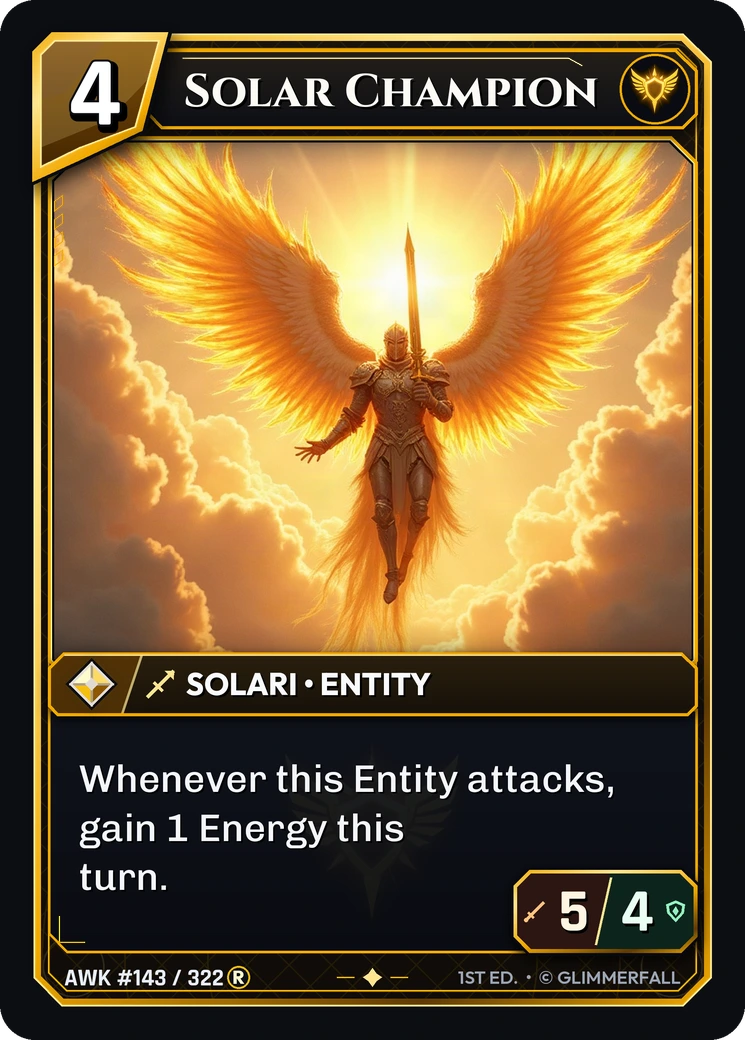 4
SOLAR CHAMPION
SOLARI • ENTITY
Whenever this Entity attacks,
gain 1 Energy this
turn.
5/4
AWK #143 / 322 Ⓡ
1ST ED. • © GLIMMERFALL